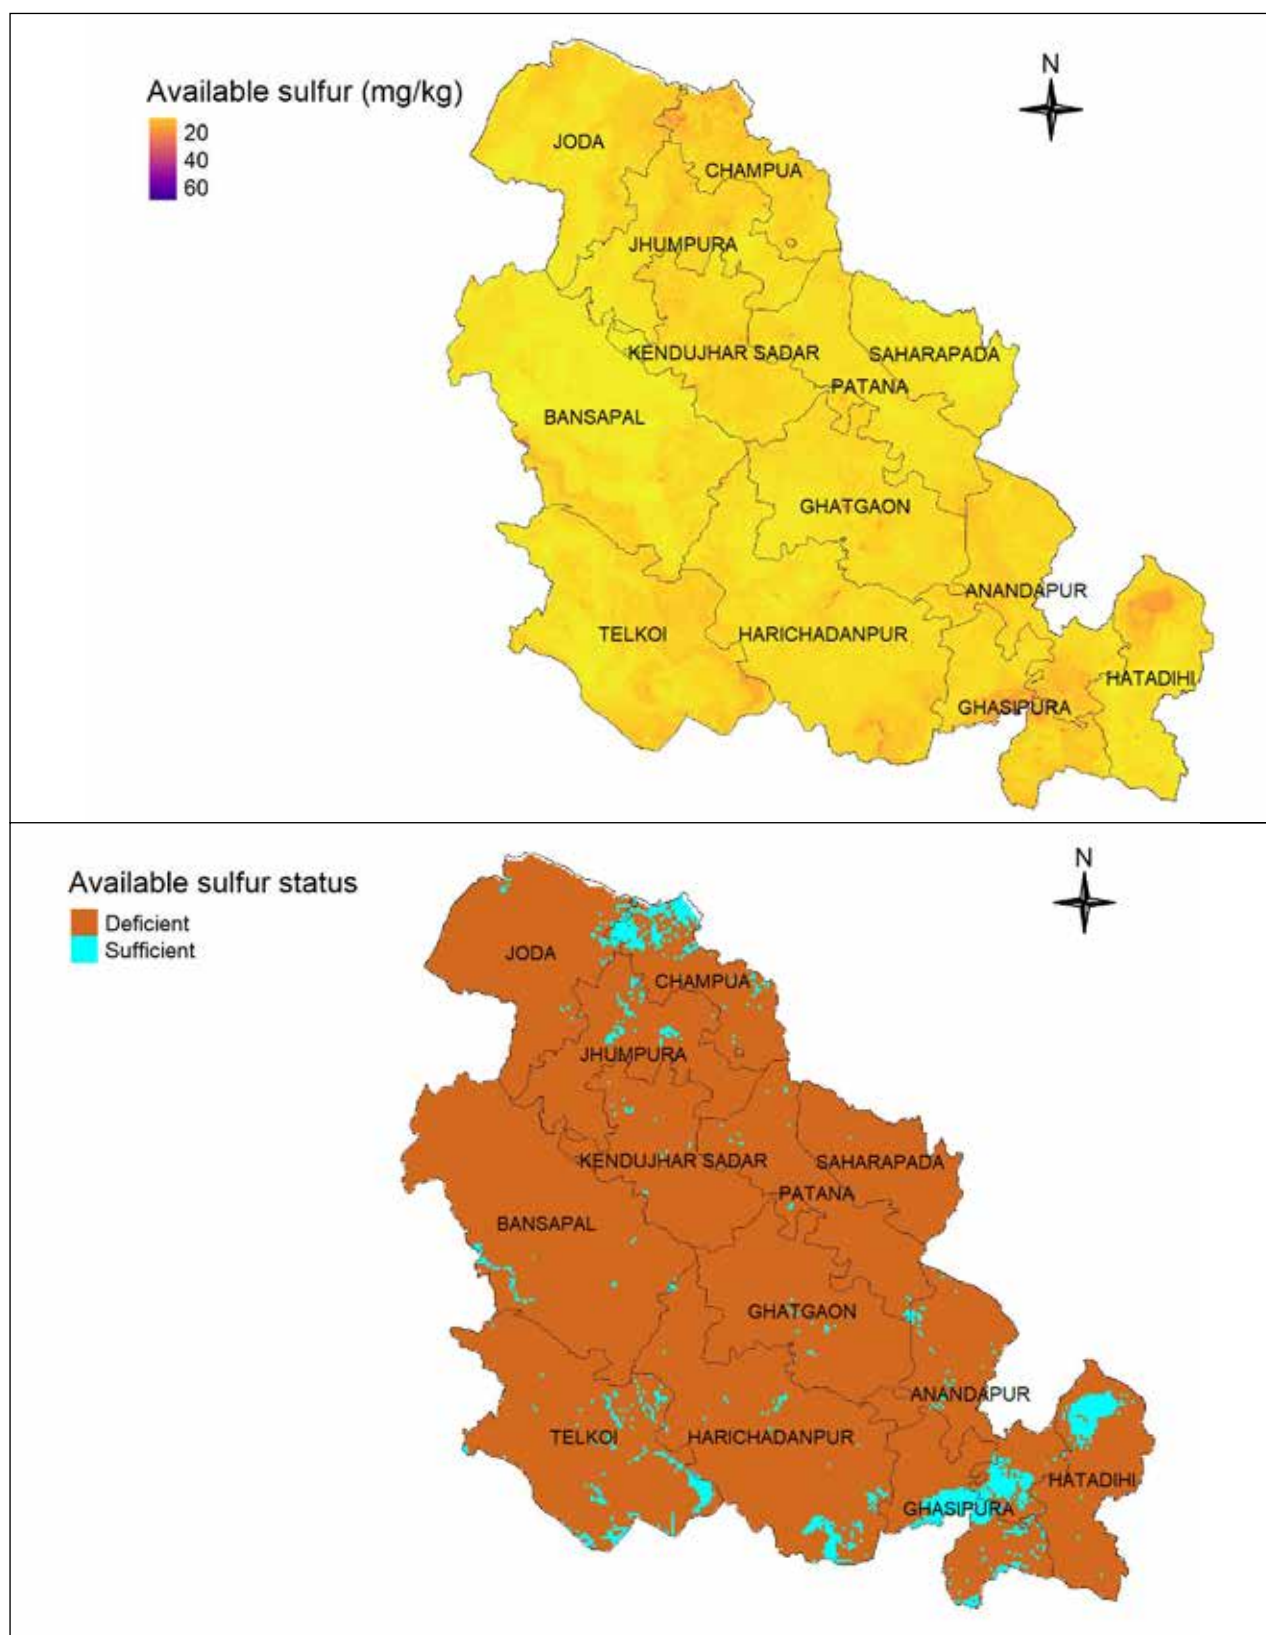 N
Available sulfur (mg/kg)
20
40
60
JODA
CHAMPUA
JHUMPURA
KENDUJHAR SADAR
SAHARAPADA
PATANA
BANSAPAL
GHATGAON
ANANDAPUR
TELKOI
HARICHADANPUR
HATADIHI
GHASIPURA
N
Available sulfur status
Deficient
Sufficient
JODA
CHAMPUA
JHUMPURA
KENDUJHAR SADAR
SAHARAPADA
PATANA
BANSAPAL
GHATGAON
ANANDAPUR
TELKOI
HARICHADANPUR
HATADIHI
GHASIPURA